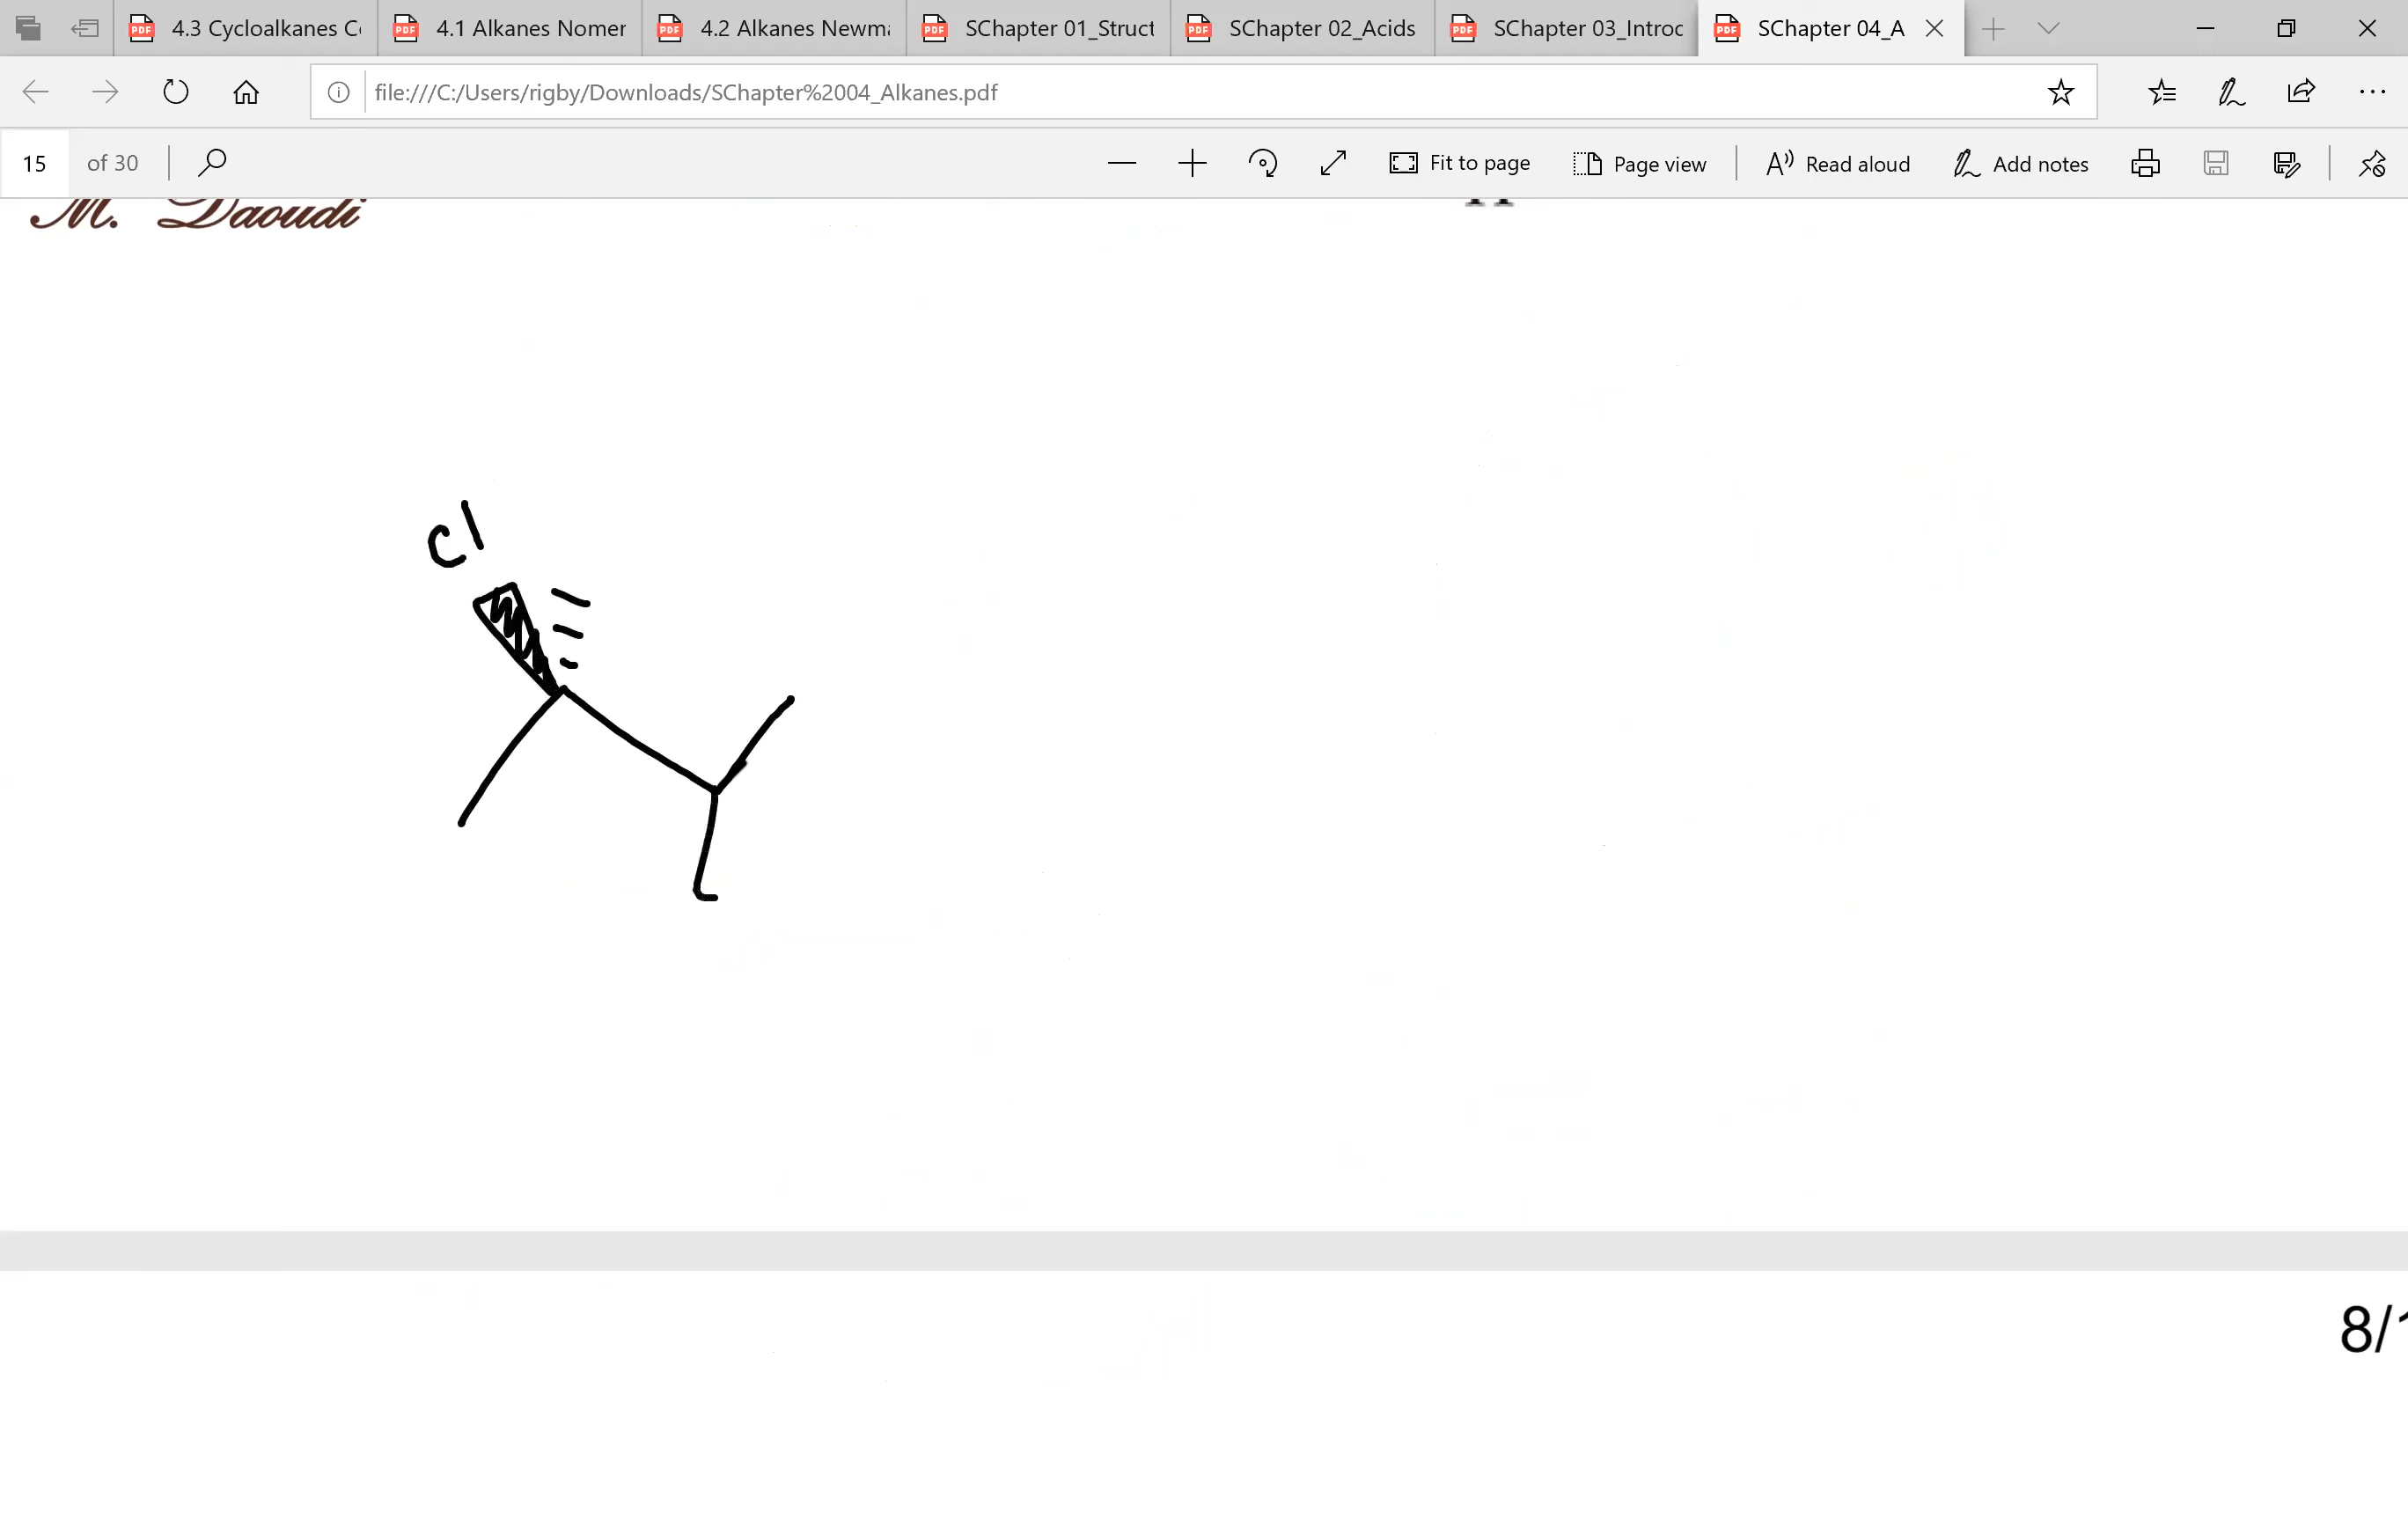 4.3 Cycloalkanes C
4.1 Alkanes Nomer
4.2 Alkanes Newm
SChapter 01_Struct
SChapter 02_Acids
SChapter 03_Introc
SChapter 04_A
file:///C:/Users/rigby/Downloads/SChapter%2004_Alkanes.pdf
15 of 30
Fit to page
Page view
Read aloud
Add notes
M. Daoudi
Cl
8/1